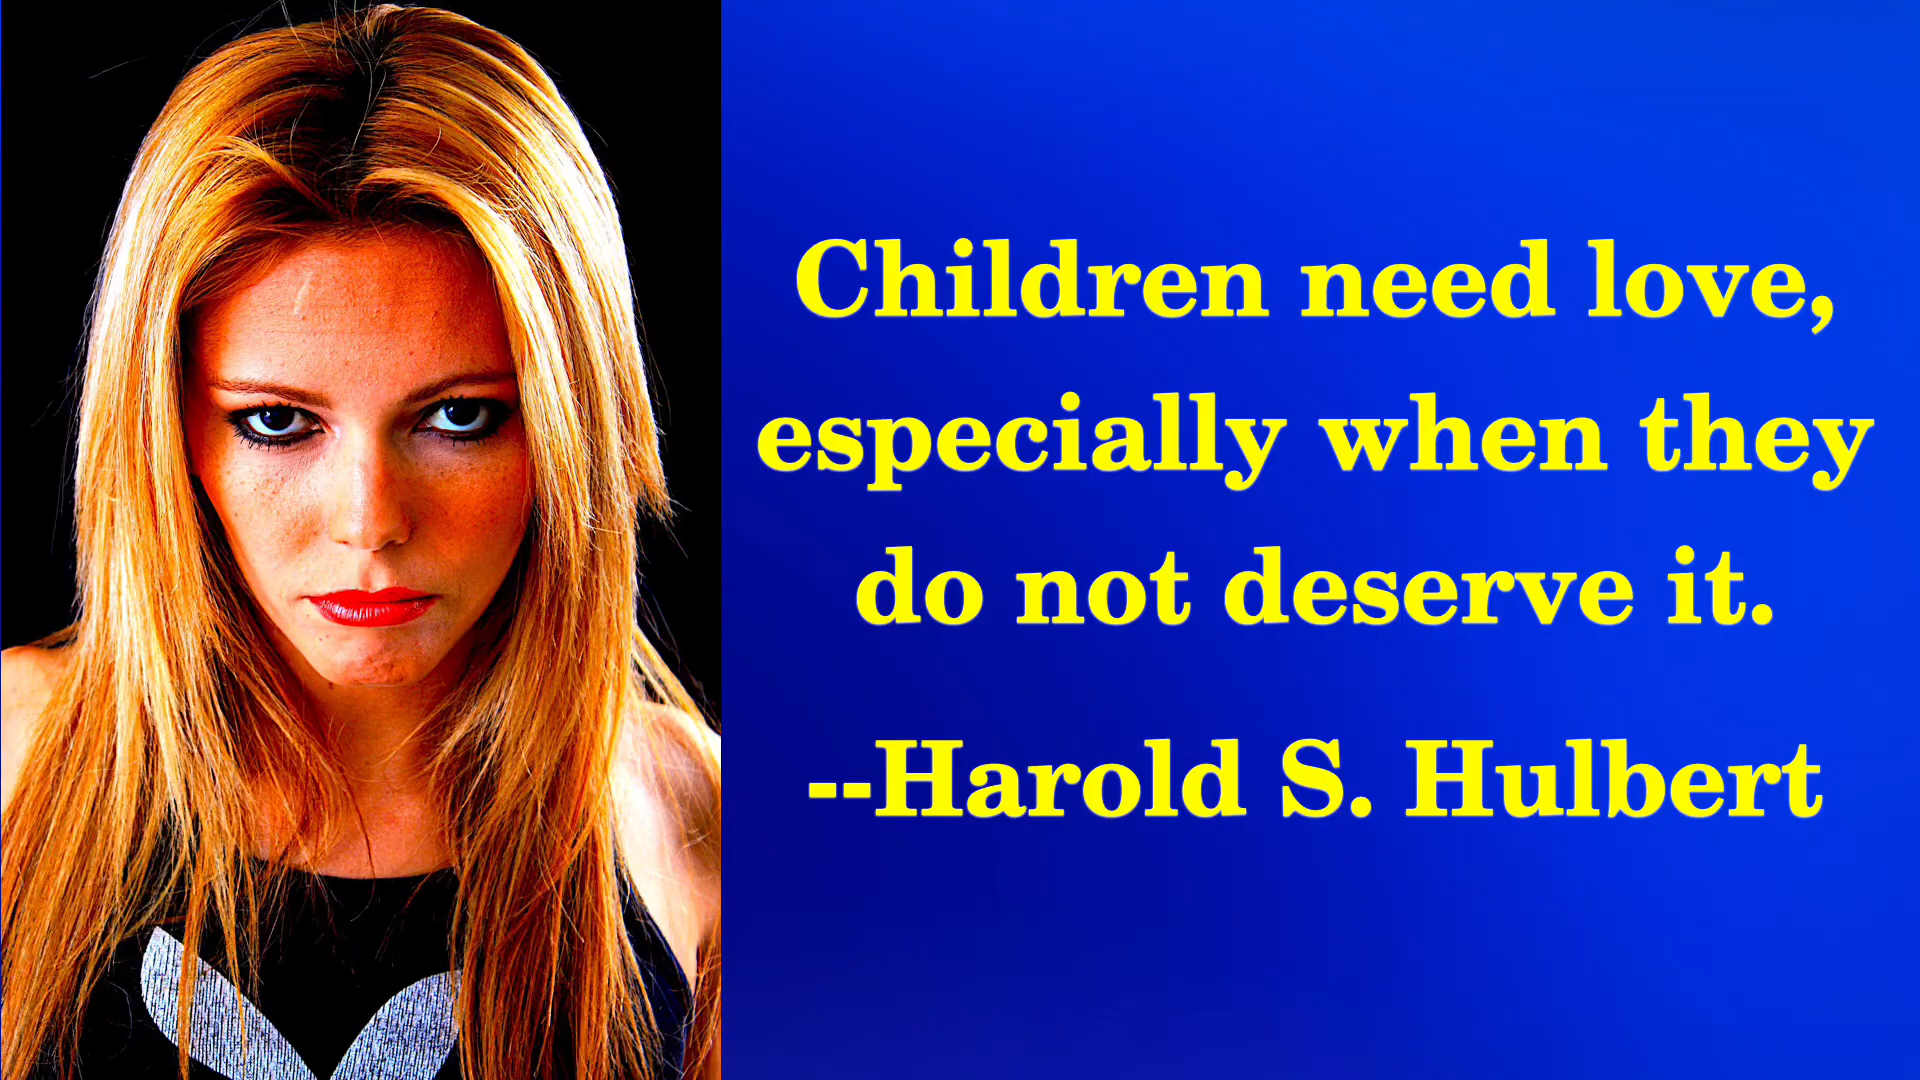 Children need love,
especially when they
do not deserve it.
--Harold S. Hulbert